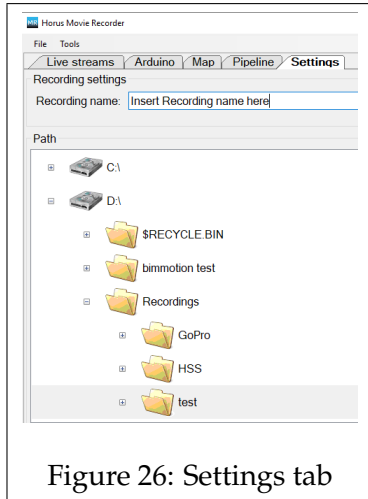 MR Horus Movie Recorder
File Tools
Live streams Arduino Map Pipeline Settings
Recording settings
Recording name: Insert Recording name here
Path
C:\
D:\
$RECYCLE.BIN
bimmotion test
Recordings
GoPro
HSS
test
Figure 26: Settings tab